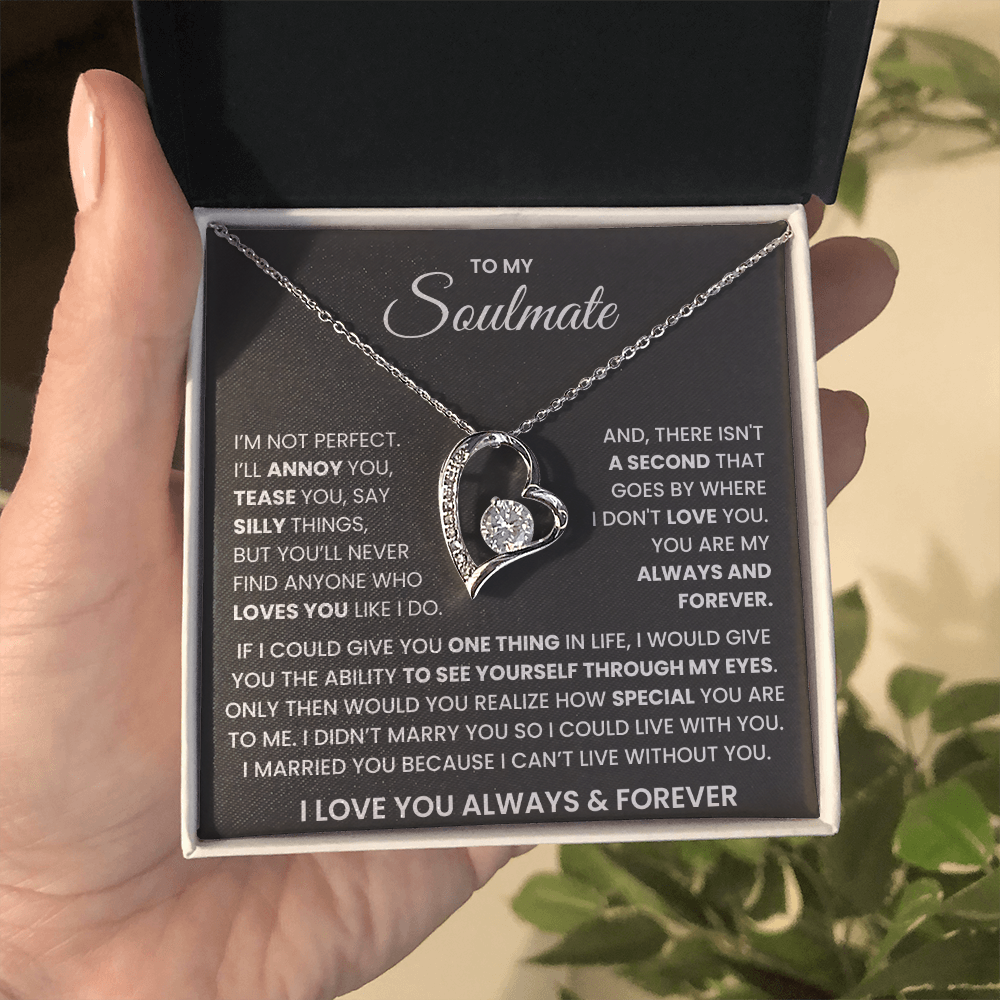 TO MY
Soulmate
I'M NOT PERFECT.
I'LL ANNOY YOU,
TEASE YOU, SAY
SILLY THINGS,
BUT YOU'LL NEVER
FIND ANYONE WHO
LOVES YOU LIKE I DO.
AND, THERE ISN'T
A SECOND THAT
GOES BY WHERE
I DON'T LOVE YOU.
YOU ARE MY
ALWAYS AND
FOREVER.
IF I COULD GIVE YOU ONE THING IN LIFE, I WOULD GIVE
YOU THE ABILITY TO SEE YOURSELF THROUGH MY EYES.
ONLY THEN WOULD YOU REALIZE HOW SPECIAL YOU ARE
TO ME. I DIDN'T MARRY YOU SO I COULD LIVE WITH YOU.
I MARRIED YOU BECAUSE I CAN'T LIVE WITHOUT YOU.
I LOVE YOU ALWAYS & FOREVER